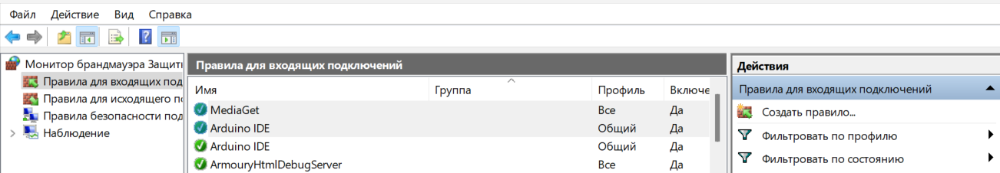 Файл Действие Вид Справка
Монитор брандмауэра Защит
Правила для входящих под
Правила для исходящего п
Правила безопасности под
Наблюдение
Правила для входящих подключений
Имя Группа Профиль Включе
MediaGet Все Да
Arduino IDE Общий Да
Arduino IDE Общий Да
ArmouryHtmlDebugServer Все Да
Действия
Правила для входящих подключений
Создать правило...
Фильтровать по профилю
Фильтровать по состоянию